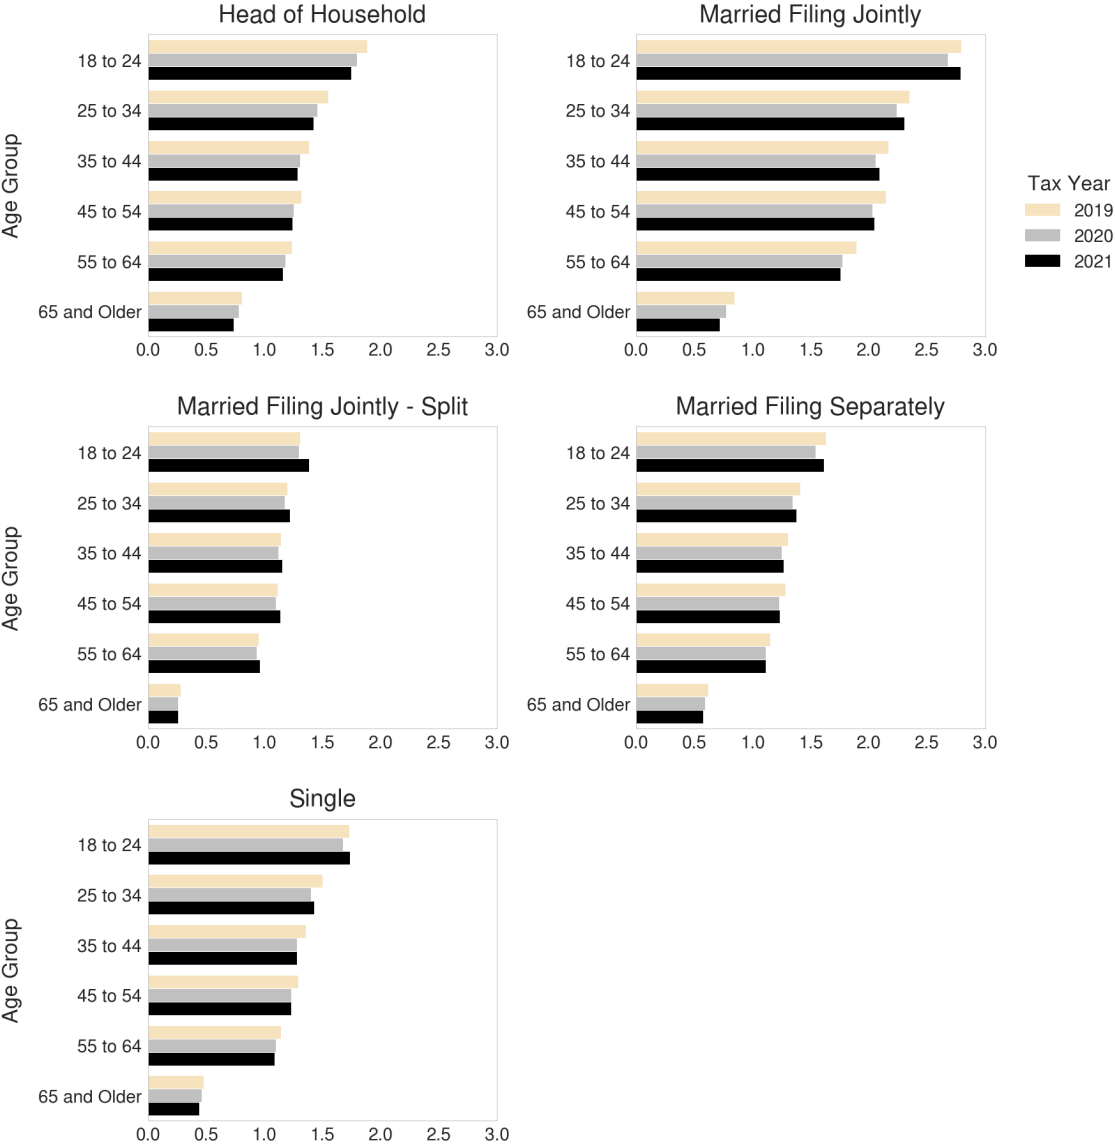 Head of Household
Age Group
18 to 24
25 to 34
35 to 44
45 to 54
55 to 64
65 and Older
0.0 0.5 1.0 1.5 2.0 2.5 3.0
Married Filing Jointly
18 to 24
25 to 34
35 to 44
45 to 54
55 to 64
65 and Older
0.0 0.5 1.0 1.5 2.0 2.5 3.0
Tax Year
2019
2020
2021
Married Filing Jointly - Split
Age Group
18 to 24
25 to 34
35 to 44
45 to 54
55 to 64
65 and Older
0.0 0.5 1.0 1.5 2.0 2.5 3.0
Married Filing Separately
18 to 24
25 to 34
35 to 44
45 to 54
55 to 64
65 and Older
0.0 0.5 1.0 1.5 2.0 2.5 3.0
Single
Age Group
18 to 24
25 to 34
35 to 44
45 to 54
55 to 64
65 and Older
0.0 0.5 1.0 1.5 2.0 2.5 3.0